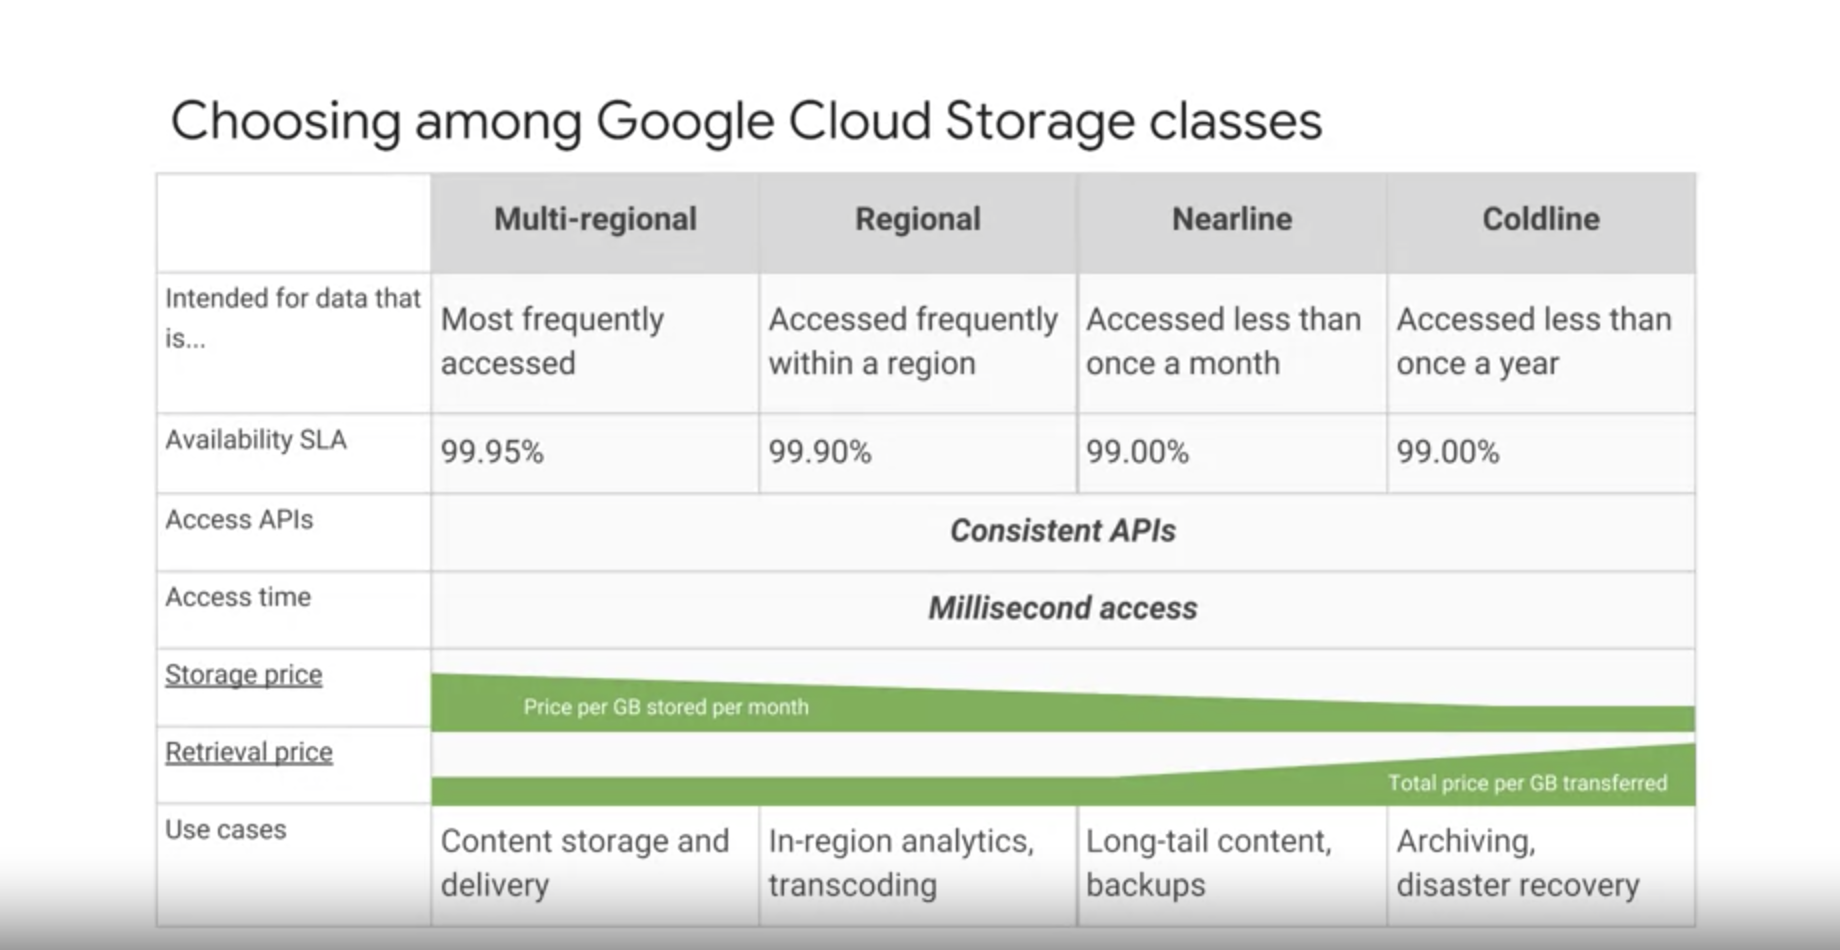 Choosing among Google Cloud Storage classes
Multi-regional Regional Nearline Coldline
Intended for data that
is...
Most frequently
accessed
Accessed frequently
within a region
Accessed less than
once a month
Accessed less than
once a year
Availability SLA
99.95% 99.90% 99.00% 99.00%
Access APIs
Consistent APIs
Access time
Millisecond access
Storage price
Price per GB stored per month
Retrieval price
Total price per GB transferred
Use cases
Content storage and
delivery
In-region analytics,
transcoding
Long-tail content,
backups
Archiving,
disaster recovery